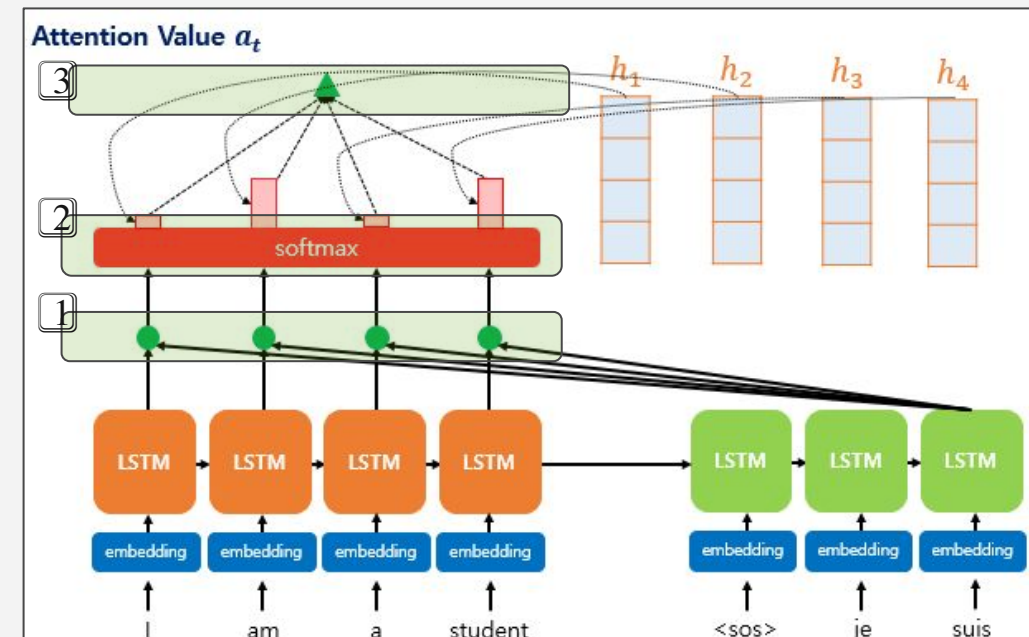 Attention Value a_t
3
h_1 h_2 h_3 h_4
2
softmax
1
LSTM LSTM LSTM LSTM LSTM LSTM LSTM
embedding embedding embedding embedding embedding embedding embedding
I am a student <sos> je suis